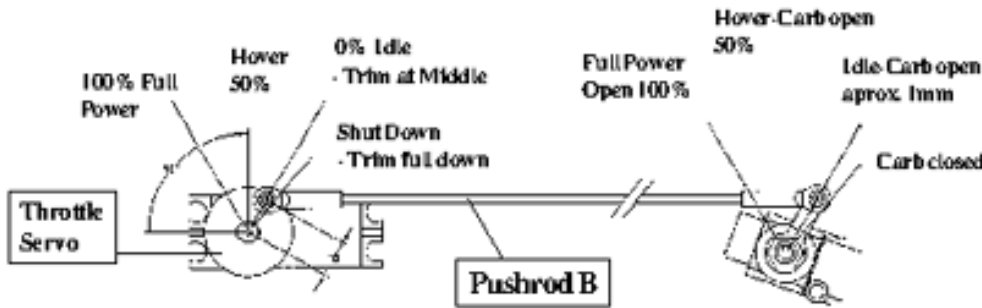 Hover-Carb open
50%
Hover
50%
0% Idle
- Trim at Middle
Full Power
Open 100%
Idle-Carb open
aprox. 1mm
100% Full
Power
Shut Down
- Trim full down
Carb closed
Throttle
Servo
Pushrod B